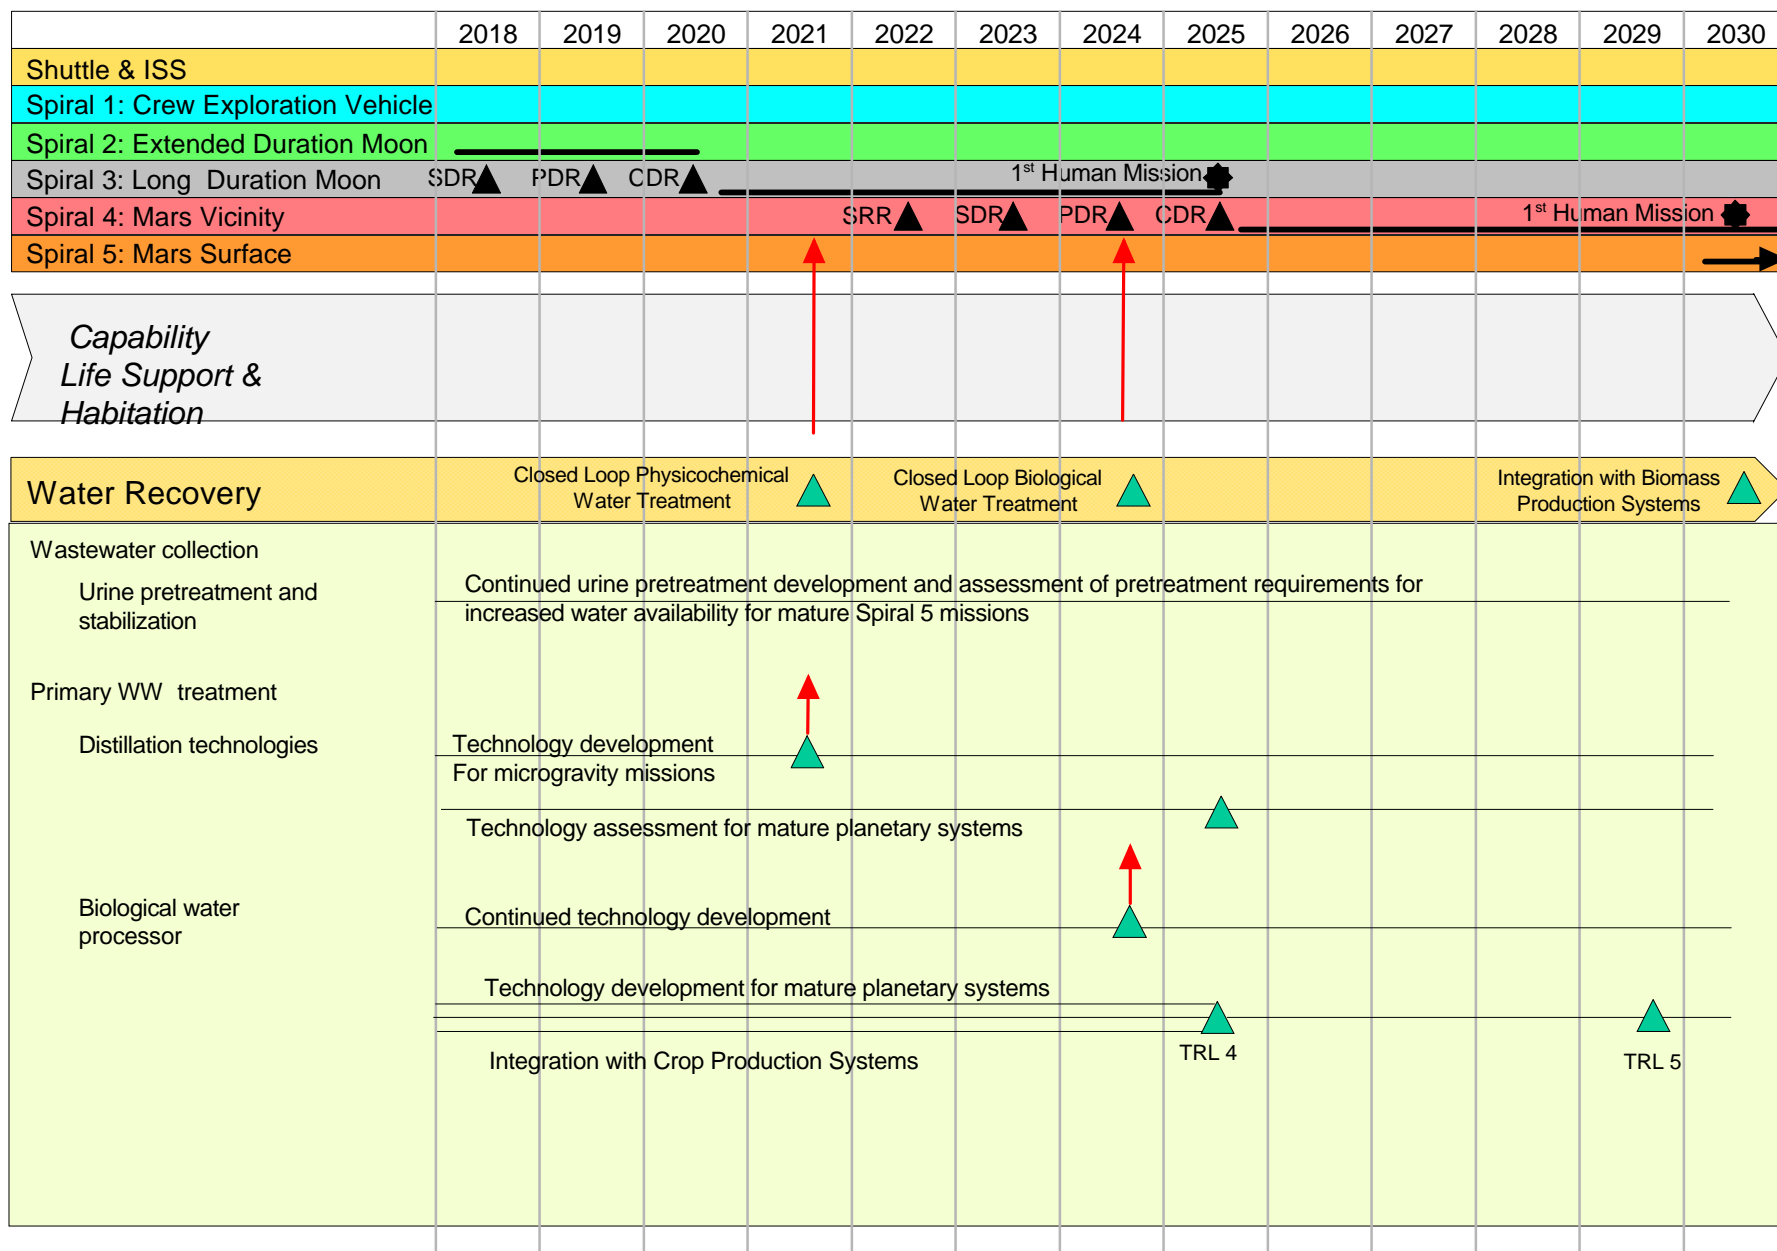 2018 2019 2020 2021 2022 2023 2024 2025 2026 2027 2028 2029 2030
Shuttle & ISS
Spiral 1: Crew Exploration Vehicle
Spiral 2: Extended Duration Moon
Spiral 3: Long Duration Moon SDR PDR CDR 1st Human Mission
Spiral 4: Mars Vicinity SRR SDR PDR CDR 1st Human Mission
Spiral 5: Mars Surface
Capability
Life Support &
Habitation
Water Recovery
Closed Loop Physicochemical
Water Treatment
Closed Loop Biological
Water Treatment
Integration with Biomass
Production Systems
Wastewater collection
Urine pretreatment and
stabilization
Continued urine pretreatment development and assessment of pretreatment requirements for
increased water availability for mature Spiral 5 missions
Primary WW treatment
Distillation technologies
Technology development
For microgravity missions
Technology assessment for mature planetary systems
Biological water
processor
Continued technology development
Technology development for mature planetary systems
Integration with Crop Production Systems
TRL 4
TRL 5